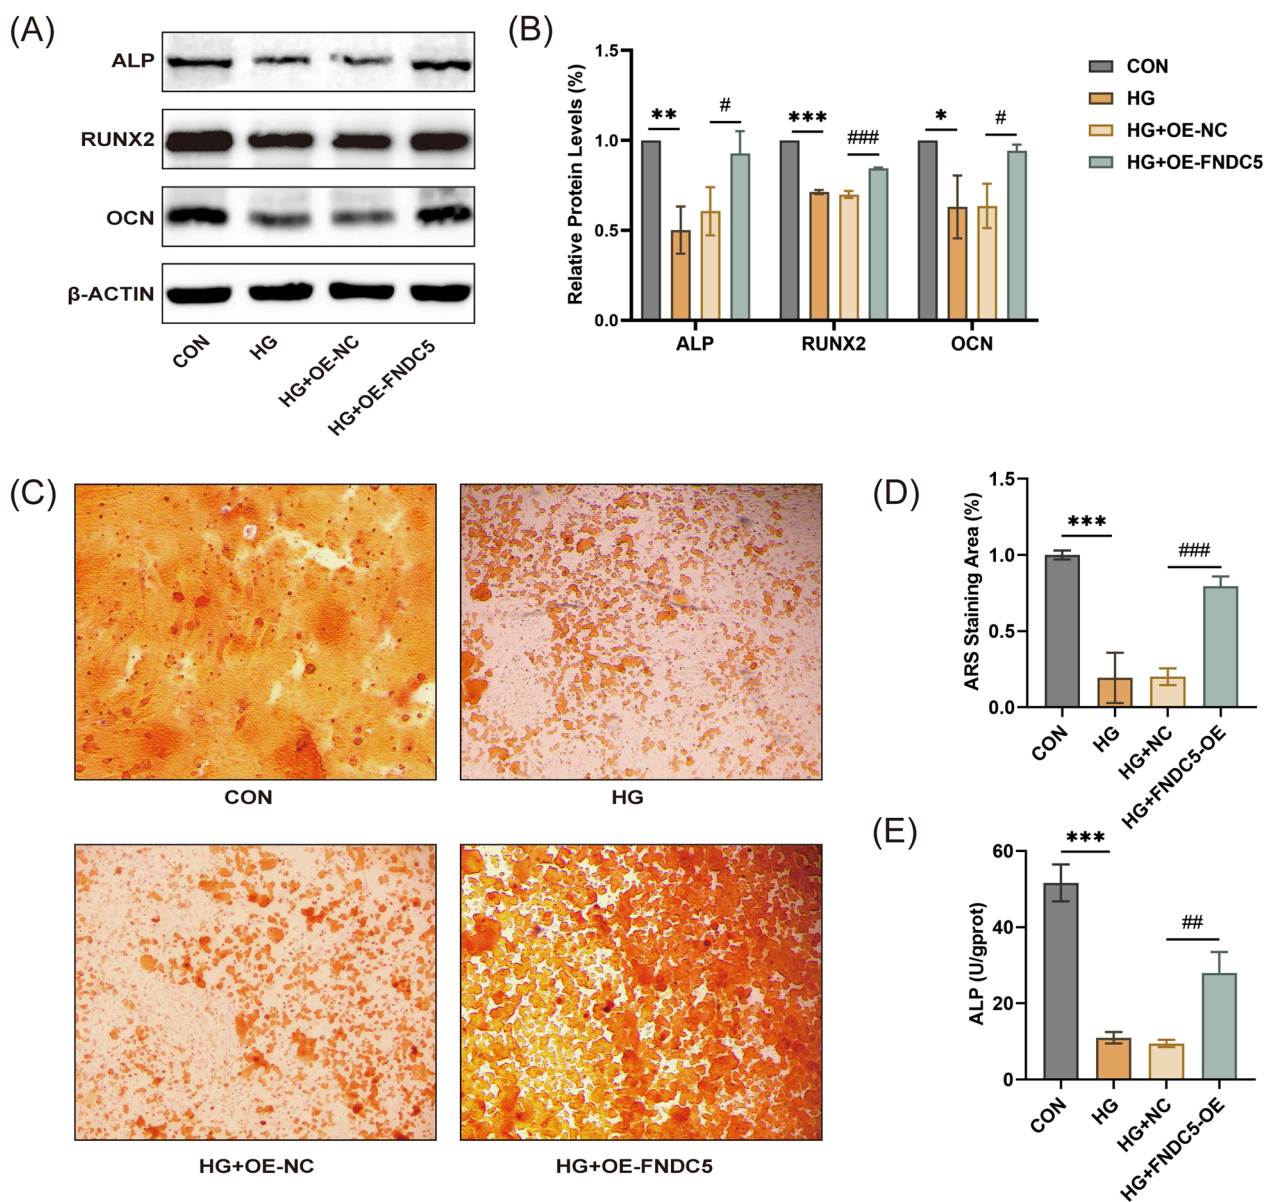 (A)
ALP
RUNX2
OCN
β-ACTIN
CON
HG
HG+OE-NC
HG+OE-FNDC5
(B)
Relative Protein Levels (%)
1.5
1.0
0.5
0.0
** # *** ### * #
ALP RUNX2 OCN
CON
HG
HG+OE-NC
HG+OE-FNDC5
(C)
CON
HG
HG+OE-NC
HG+OE-FNDC5
(D)
ARS Staining Area (%)
1.5
1.0
0.5
0.0
***
###
CON
HG
HG+NC
HG+FNDC5-OE
(E)
ALP (U/gprot)
60
40
20
0
***
##
CON
HG
HG+NC
HG+FNDC5-OE